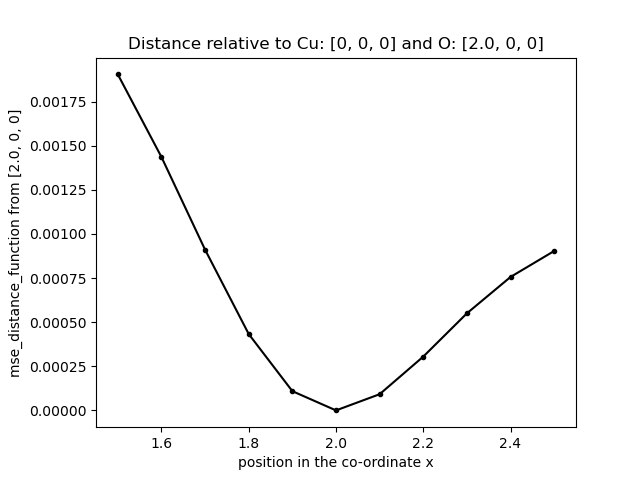 Distance relative to Cu: [0, 0, 0] and O: [2.0, 0, 0]
mse_distance_function from [2.0, 0, 0]
0.00175
0.00150
0.00125
0.00100
0.00075
0.00050
0.00025
0.00000
1.6 1.8 2.0 2.2 2.4
position in the co-ordinate x